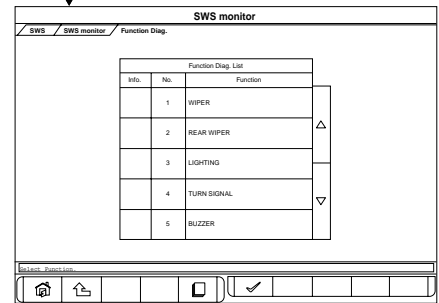 SWS monitor
SWS SWS monitor Function Diag.
Function Diag. List
Info. No. Function
1 WIPER
2 REAR WIPER
3 LIGHTING
4 TURN SIGNAL
5 BUZZER
Select Function.